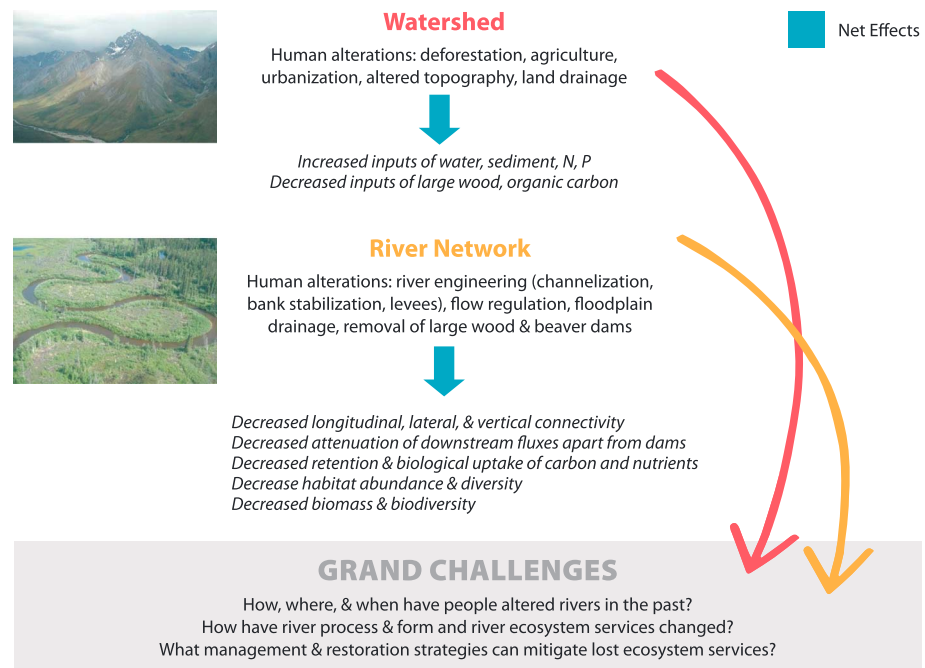 Watershed
Net Effects
Human alterations: deforestation, agriculture,
urbanization, altered topography, land drainage
Increased inputs of water, sediment, N, P
Decreased inputs of large wood, organic carbon
River Network
Human alterations: river engineering (channelization,
bank stabilization, levees), flow regulation, floodplain
drainage, removal of large wood & beaver dams
Decreased longitudinal, lateral, & vertical connectivity
Decreased attenuation of downstream fluxes apart from dams
Decreased retention & biological uptake of carbon and nutrients
Decrease habitat abundance & diversity
Decreased biomass & biodiversity
GRAND CHALLENGES
How, where, & when have people altered rivers in the past?
How have river process & form and river ecosystem services changed?
What management & restoration strategies can mitigate lost ecosystem services?